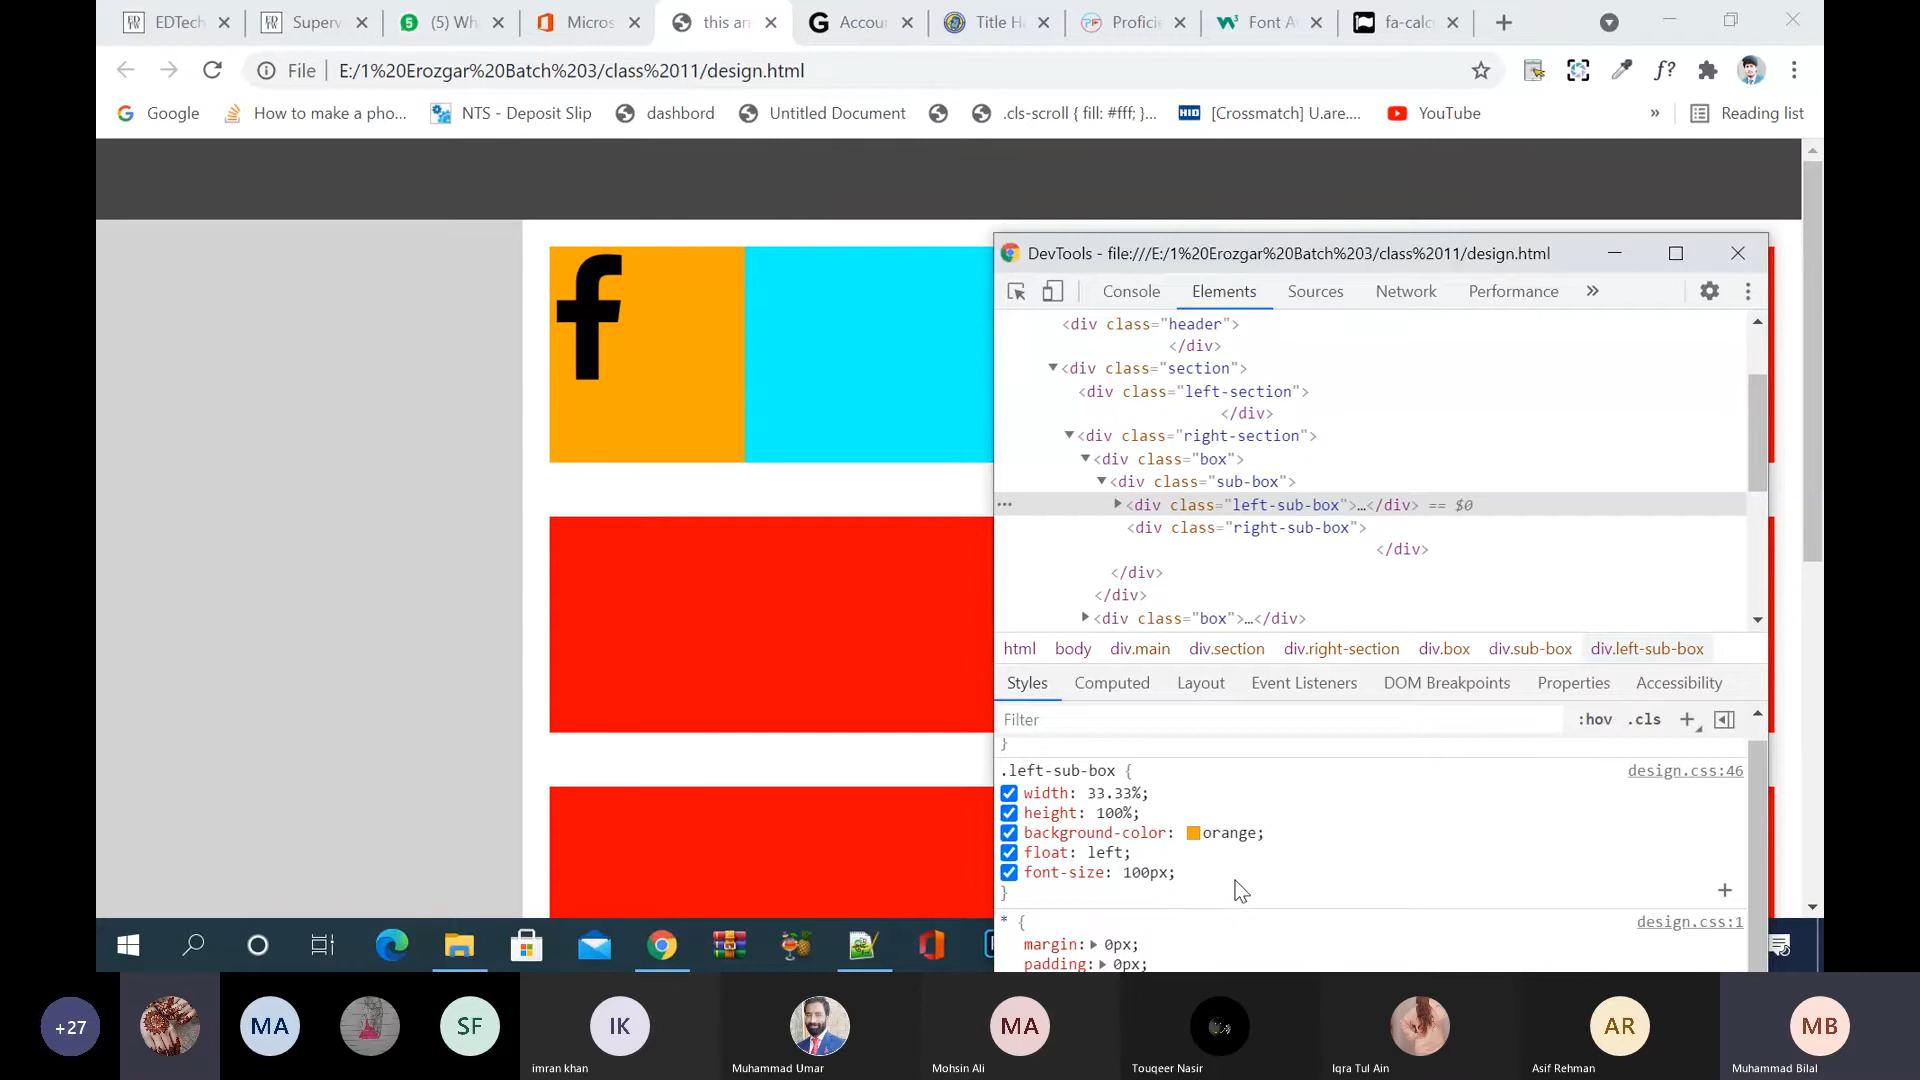 EDTech
Superv
(5) Wh
Micros
this ar
Accou
Title H
Proficie
Font A
fa-calc
File | E:/1%20Erozgar%20Batch%203/class%2011/design.html
f?
Google
How to make a pho...
NTS - Deposit Slip
dashbord
Untitled Document
.cls-scroll { fill: #fff; }...
HID
[Crossmatch] U.are....
YouTube
»
Reading list
f
DevTools - file:///E:/1%20Erozgar%20Batch%203/class%2011/design.html
Console Elements Sources Network Performance »
<div class="header">
</div>
<div class="section">
<div class="left-section">
</div>
<div class="right-section">
<div class="box">
<div class="sub-box">
<div class="left-sub-box">…</div> == $0
<div class="right-sub-box">
</div>
</div>
</div>
<div class="box">…</div>
html body div.main div.section div.right-section div.box div.sub-box div.left-sub-box
Styles Computed Layout Event Listeners DOM Breakpoints Properties Accessibility
Filter :hov .cls +
}
.left-sub-box { design.css:46
width: 33.33%;
height: 100%;
background-color: orange;
float: left;
font-size: 100px;
}
* { design.css:1
margin: 0px;
padding: 0px;
+27
MA
SF
IK
MA
AR
MB
imran khan
Muhammad Umar
Mohsin Ali
Touqeer Nasir
Iqra Tul Ain
Asif Rehman
Muhammad Bilal